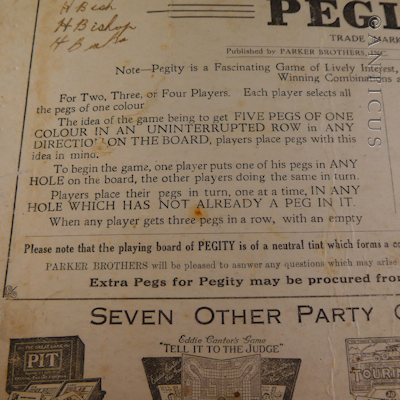 H Bish
H Bishop
H B
PEGI
TRADE MARK
Published by PARKER BROTHERS, INC.
Note—Pegity is a Fascinating Game of Lively Interest,
Winning Combinations a
For Two, Three, or Four Players. Each player selects all
the pegs of one colour
The idea of the game being to get FIVE PEGS OF ONE
COLOUR IN AN UNINTERRUPTED ROW in ANY
DIRECTION ON THE BOARD, players place pegs with this
idea in mind.
To begin the game, one player puts one of his pegs in ANY
HOLE on the board, the other players doing the same in turn.
Players place their pegs in turn, one at a time, IN ANY
HOLE WHICH HAS NOT ALREADY A PEG IN IT.
When any player gets three pegs in a row, with an empty
Please note that the playing board of PEGITY is of a neutral tint which forms a co
PARKER BROTHERS will be pleased to asnwer any questions which may arise
Extra Pegs for Pegity may be procured from
SEVEN OTHER PARTY G
THE GREAT GAME
PIT
Eddie Cantor's Game
"TELL IT TO THE JUDGE"
TOURIN
©ANTICUS